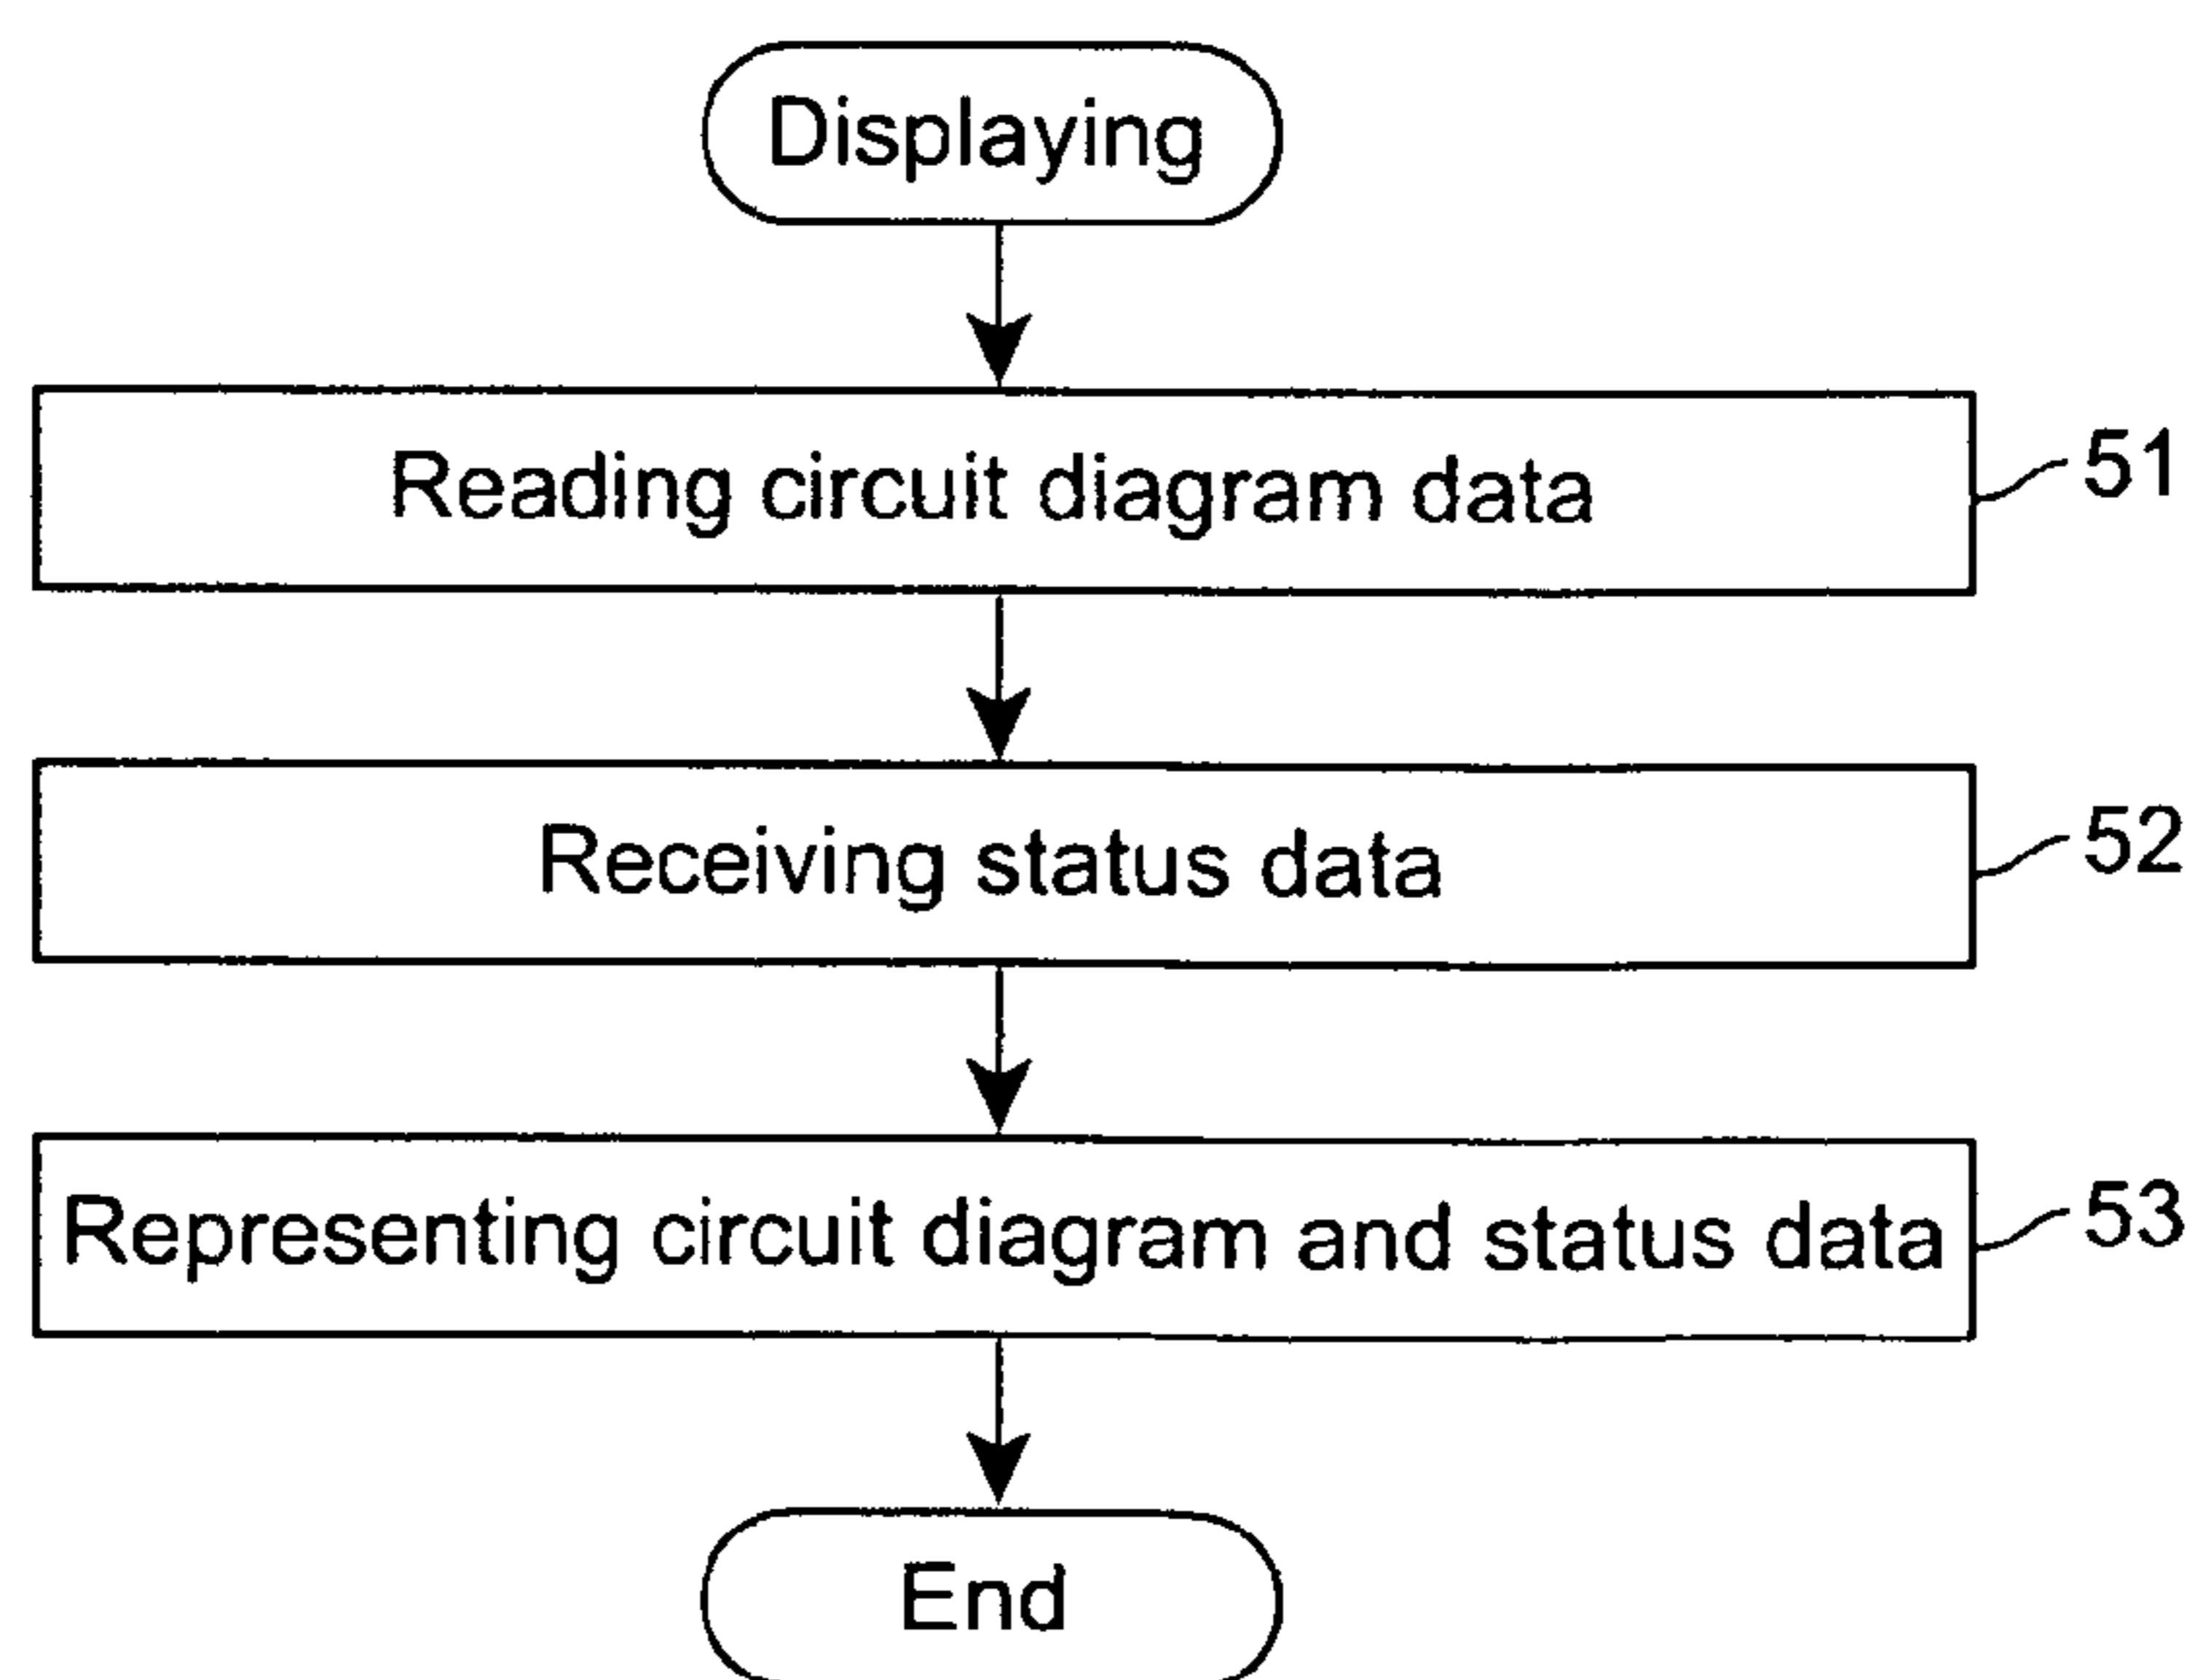 Displaying
Reading circuit diagram data
51
Receiving status data
52
Representing circuit diagram and status data
53
End